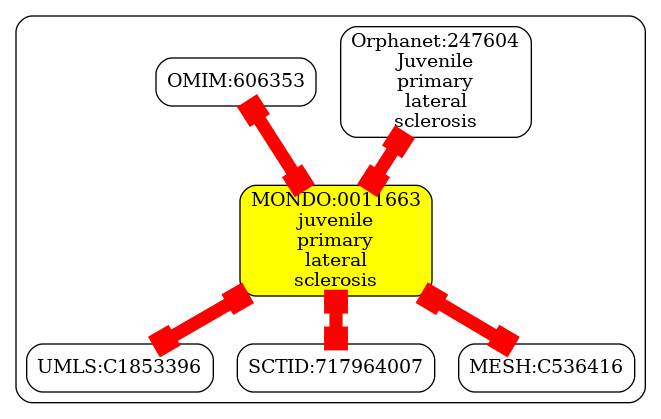 OMIM:606353
Orphanet:247604
Juvenile
primary
lateral
sclerosis
MONDO:0011663
juvenile
primary
lateral
sclerosis
UMLS:C1853396
SCTID:717964007
MESH:C536416